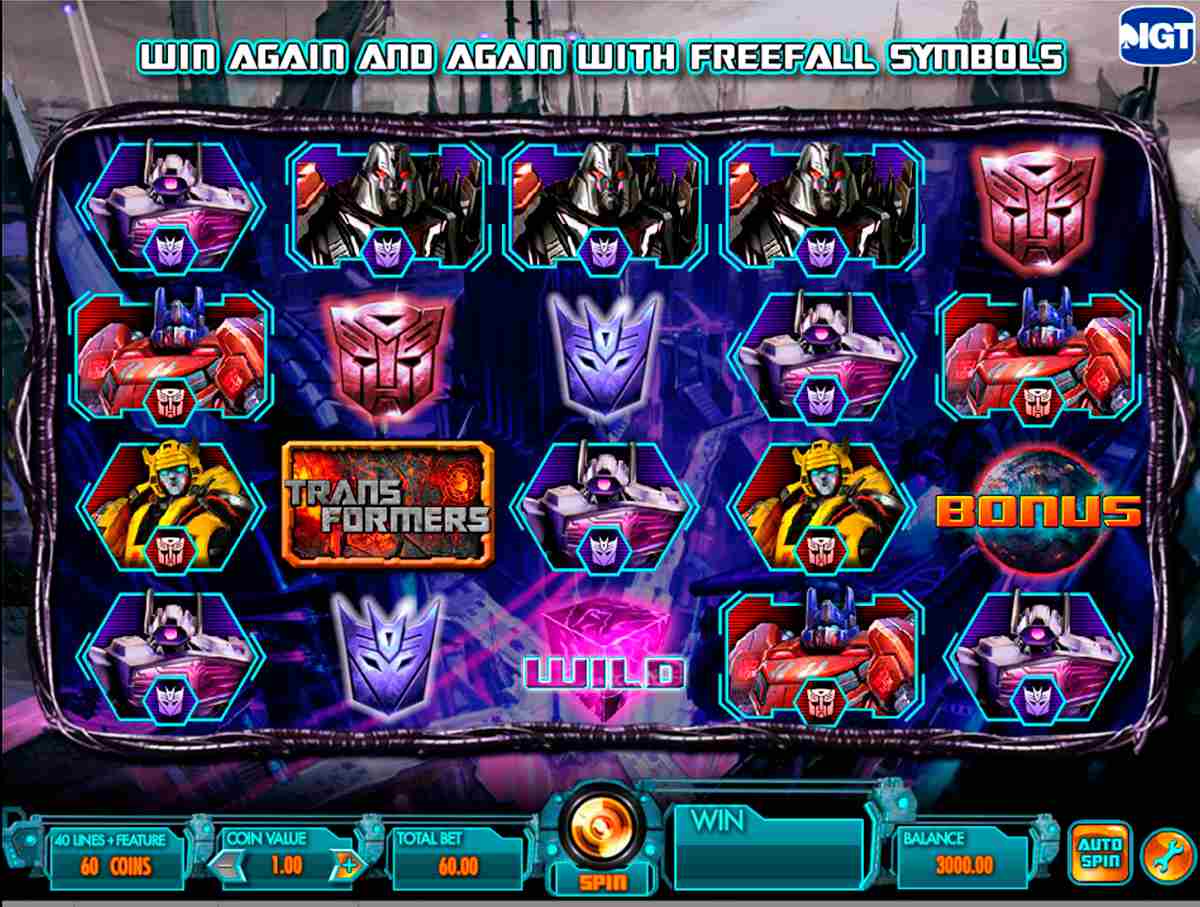 IGT
WIN AGAIN AND AGAIN WITH FREEFALL SYMBOLS
TRANS
FORMERS
BONUS
WILD
40 LINES + FEATURE
60 COINS
COIN VALUE
1.00
+
TOTAL BET
60.00
SPIN
WIN
BALANCE
3000.00
AUTO
SPIN